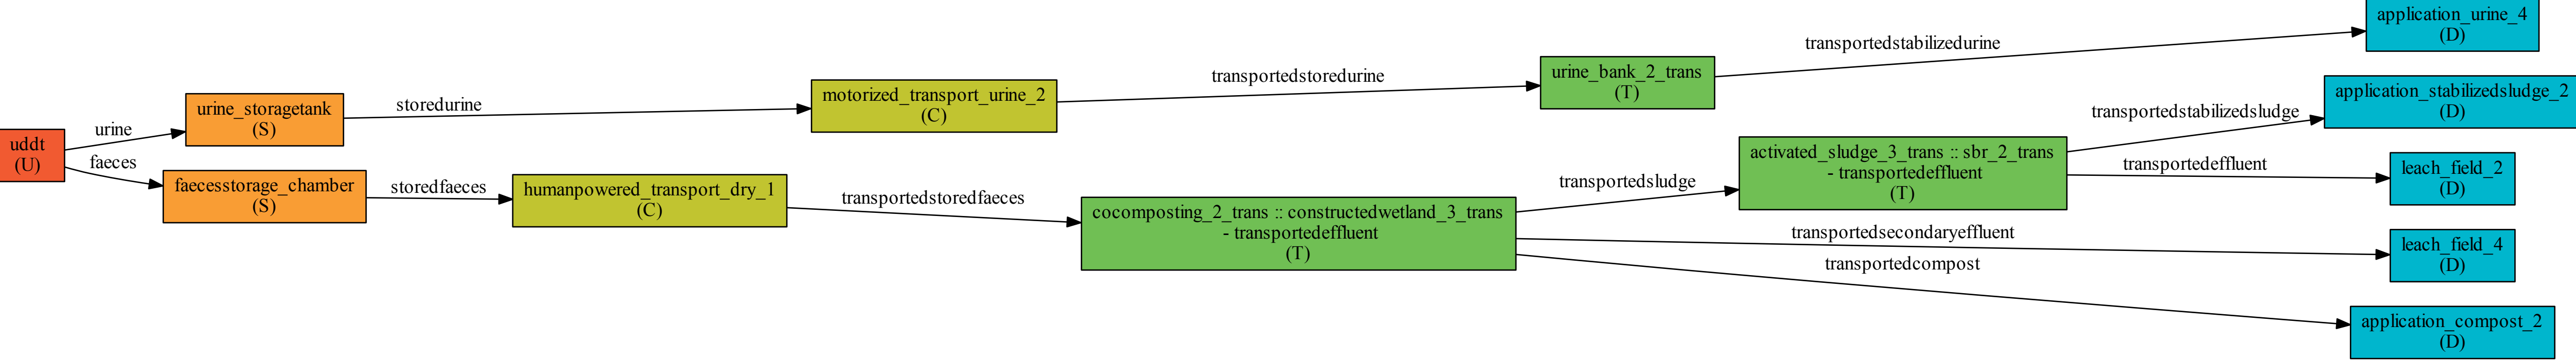 uddt
(U)
urine
faeces
urine_storagetank
(S)
faecesstorage_chamber
(S)
storedurine
storedfaeces
motorized_transport_urine_2
(C)
humanpowered_transport_dry_1
(C)
transportedstoredurine
transportedstoredfaeces
urine_bank_2_trans
(T)
cocomposting_2_trans :: constructedwetland_3_trans
- transportedeffluent
(T)
transportedstabilizedurine
transportedsludge
activated_sludge_3_trans :: sbr_2_trans
- transportedeffluent
(T)
transportedsecondaryeffluent
transportedcompost
transportedstabilizedsludge
transportedeffluent
application_urine_4
(D)
application_stabilizedsludge_2
(D)
leach_field_2
(D)
leach_field_4
(D)
application_compost_2
(D)